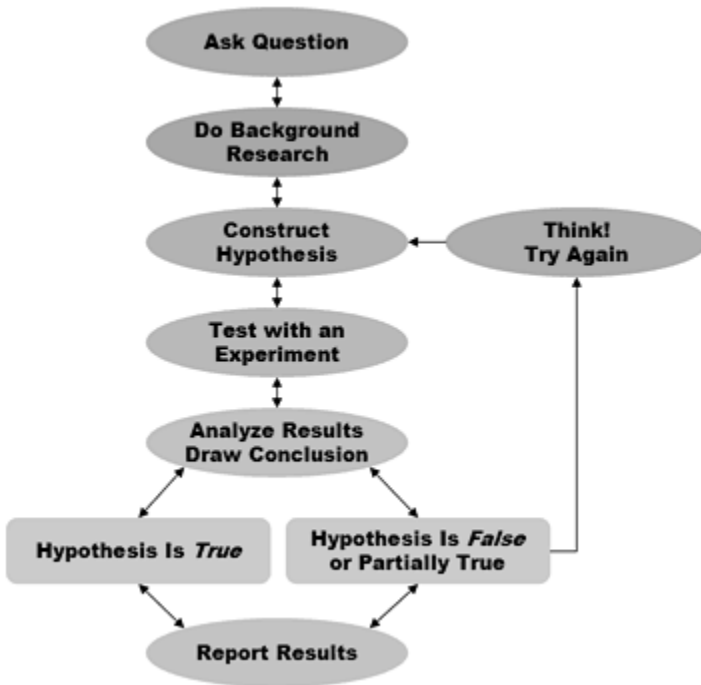 Ask Question
Do Background
Research
Construct
Hypothesis
Think!
Try Again
Test with an
Experiment
Analyze Results
Draw Conclusion
Hypothesis Is True
Hypothesis Is False
or Partially True
Report Results